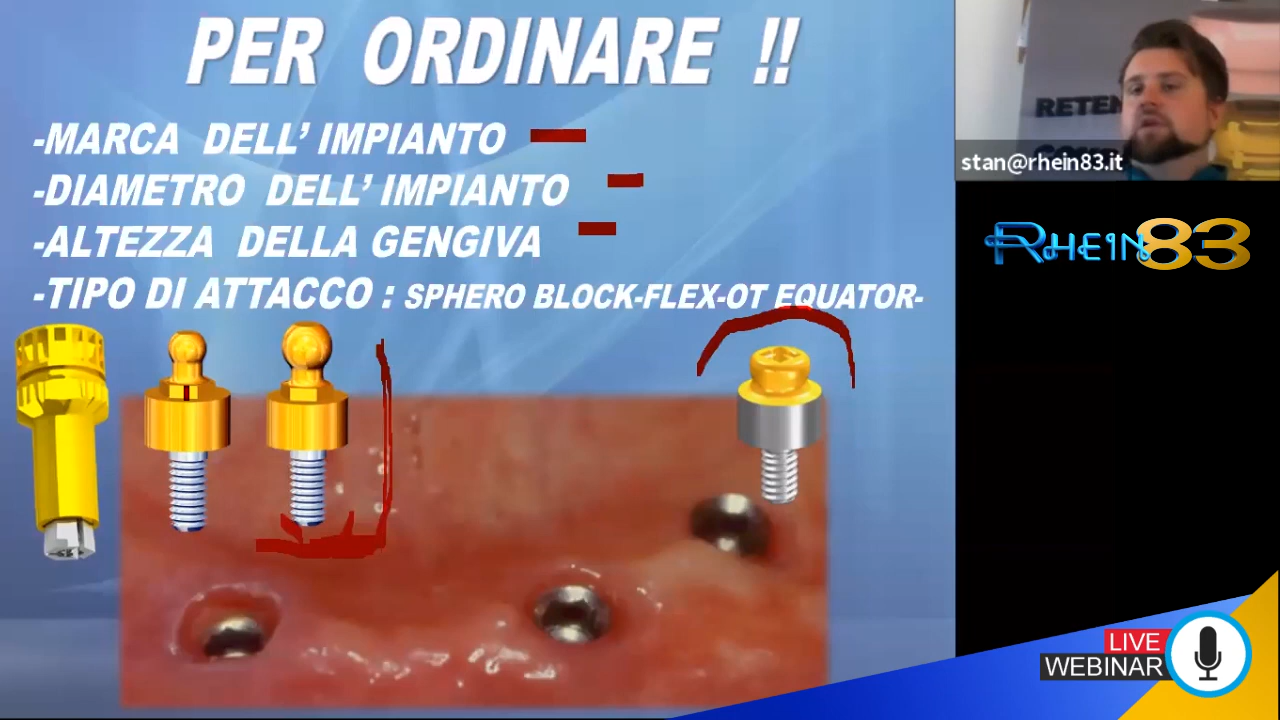 PER ORDINARE !!
-MARCA DELL' IMPIANTO
-DIAMETRO DELL' IMPIANTO
-ALTEZZA DELLA GENGIVA
-TIPO DI ATTACCO : SPHERO BLOCK-FLEX-OT EQUATOR-
RETEN
stan@rhein83.it
RHEIN83
LIVE
WEBINAR